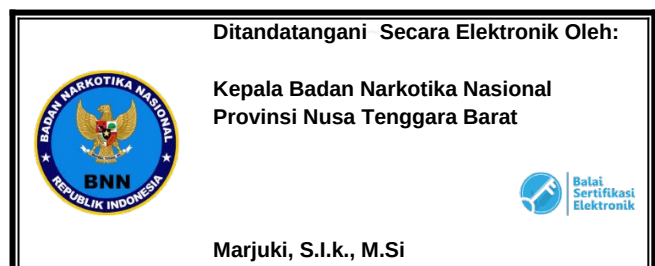 Ditandatangani Secara Elektronik Oleh:
Kepala Badan Narkotika Nasional
Provinsi Nusa Tenggara Barat
BADAN NARKOTIKA NASIONAL
BNN
REPUBLIK INDONESIA
Balai
Sertifikasi
Elektronik
Marjuki, S.I.k., M.Si